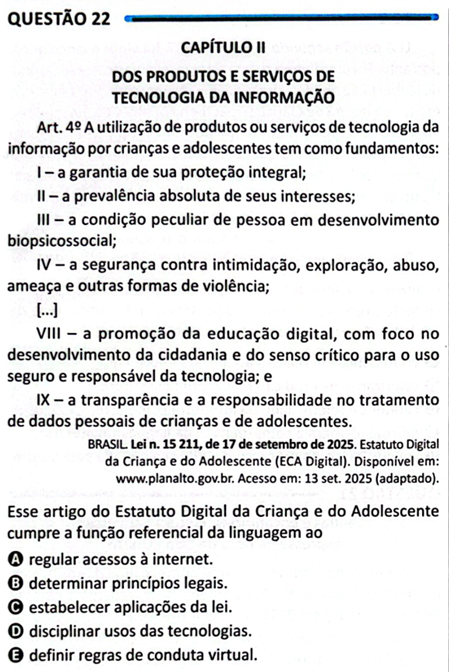 QUESTÃO 22
CAPÍTULO II
DOS PRODUTOS E SERVIÇOS DE
TECNOLOGIA DA INFORMAÇÃO
Art. 4º A utilização de produtos ou serviços de tecnologia da
informação por crianças e adolescentes tem como fundamentos:
I – a garantia de sua proteção integral;
II – a prevalência absoluta de seus interesses;
III – a condição peculiar de pessoa em desenvolvimento
biopsicossocial;
IV – a segurança contra intimidação, exploração, abuso,
ameaça e outras formas de violência;
[...]
VIII – a promoção da educação digital, com foco no
desenvolvimento da cidadania e do senso crítico para o uso
seguro e responsável da tecnologia; e
IX – a transparência e a responsabilidade no tratamento
de dados pessoais de crianças e de adolescentes.
BRASIL. Lei n. 15 211, de 17 de setembro de 2025. Estatuto Digital
da Criança e do Adolescente (ECA Digital). Disponível em:
www.planalto.gov.br. Acesso em: 13 set. 2025 (adaptado).
Esse artigo do Estatuto Digital da Criança e do Adolescente
cumpre a função referencial da linguagem ao
A regular acessos à internet.
B determinar princípios legais.
C estabelecer aplicações da lei.
D disciplinar usos das tecnologias.
E definir regras de conduta virtual.